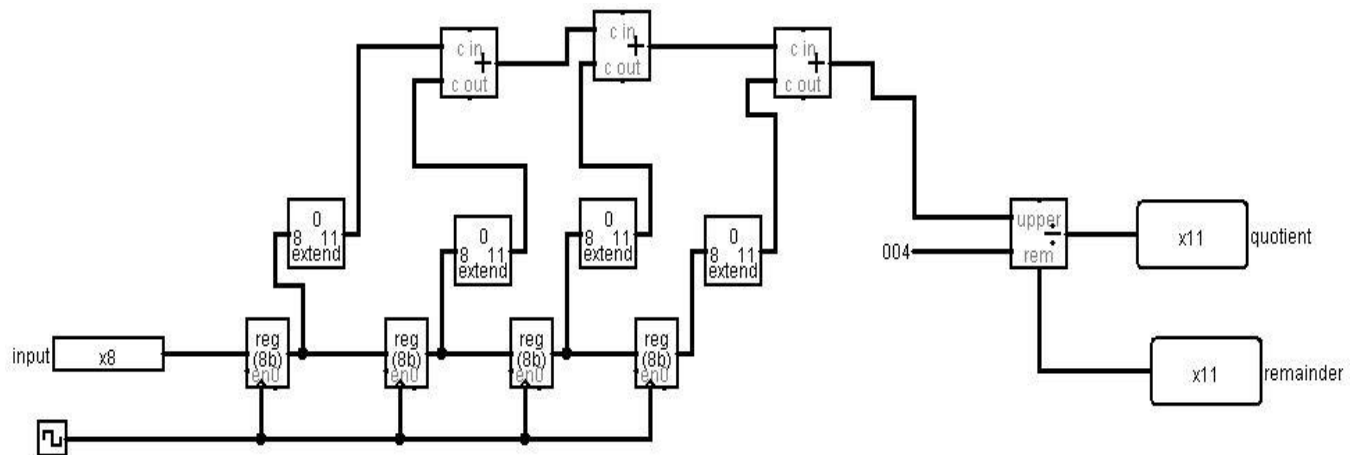 c in
+
c out
c in
+
c out
c in
+
c out
0
8 11
extend
0
8 11
extend
0
8 11
extend
0
8 11
extend
upper
÷
rem
004
x11
quotient
input
x8
reg
(8b)
en0
reg
(8b)
en0
reg
(8b)
en0
reg
(8b)
en0
x11
remainder